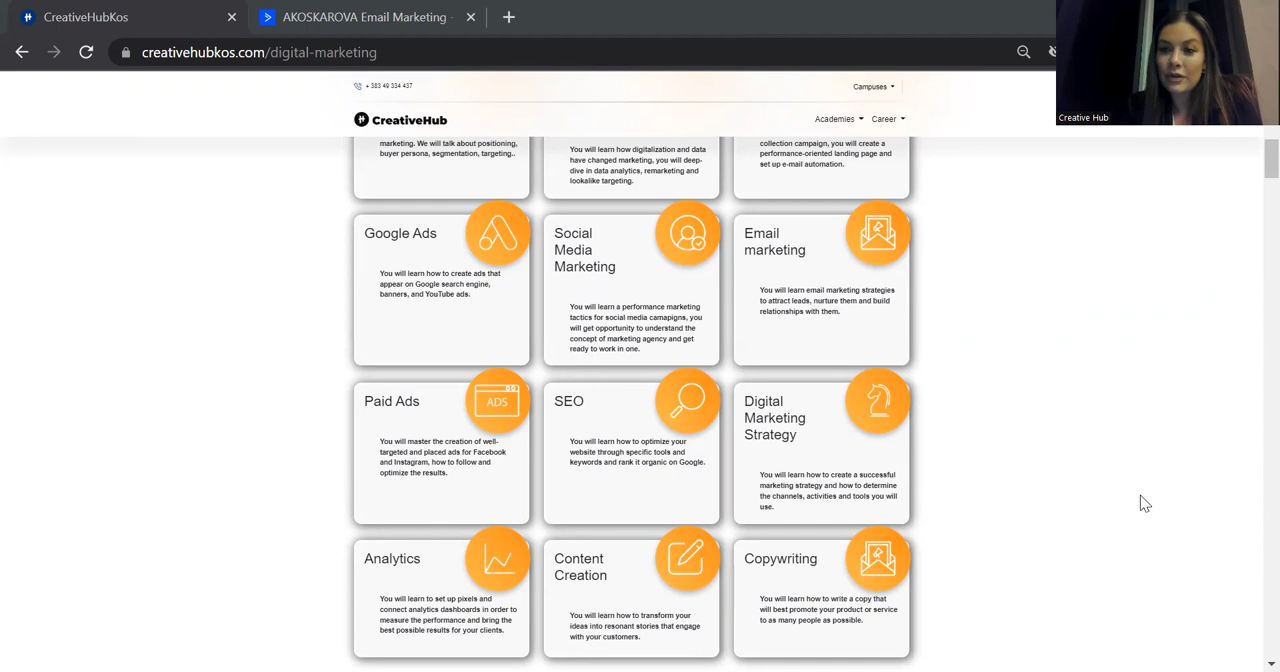 CreativeHubKos
AKOSKAROVA Email Marketing -
creativehubkos.com/digital-marketing
+ 383 49 334 437
Campuses
CreativeHub
Academies
Career
Creative Hub
marketing. We will talk about positioning,
buyer persona, segmentation, targeting..
You will learn how digitalization and data
have changed marketing, you will deep-
dive in data analytics, remarketing and
lookalike targeting.
collection campaign, you will create a
performance-oriented landing page and
set up e-mail automation.
Google Ads
You will learn how to create ads that
appear on Google search engine,
banners, and YouTube ads.
Social
Media
Marketing
You will learn a performance marketing
tactics for social media camapigns, you
will get opportunity to understand the
concept of marketing agency and get
ready to work in one.
Email
marketing
You will learn email marketing strategies
to attract leads, nurture them and build
relationships with them.
Paid Ads
ADS
You will master the creation of well-
targeted and placed ads for Facebook
and Instagram, how to follow and
optimize the results.
SEO
You will learn how to optimize your
website through specific tools and
keywords and rank it organic on Google.
Digital
Marketing
Strategy
You will learn how to create a successful
marketing strategy and how to determine
the channels, activities and tools you will
use.
Analytics
You will learn to set up pixels and
connect analytics dashboards in order to
measure the performance and bring the
best possible results for your clients.
Content
Creation
You will learn how to transform your
ideas into resonant stories that engage
with your customers.
Copywriting
You will learn how to write a copy that
will best promote your product or service
to as many people as possible.